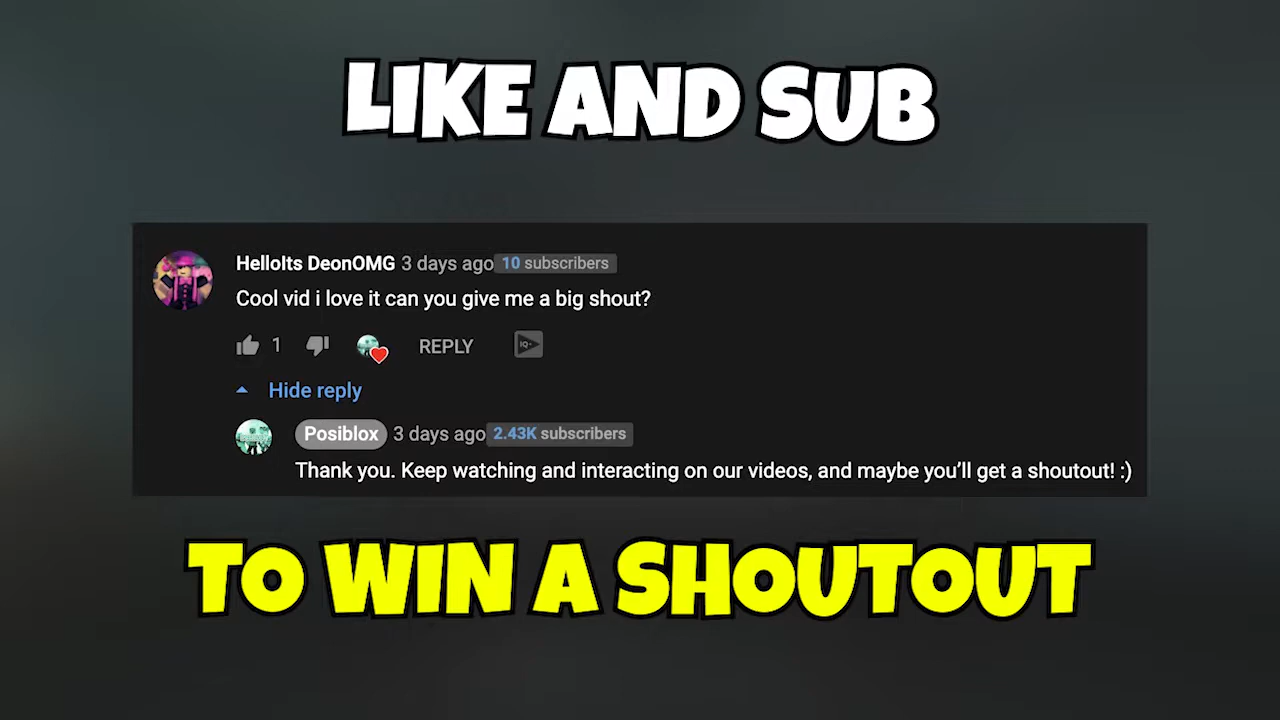 LIKE AND SUB
HelloIts DeonOMG 3 days ago 10 subscribers
Cool vid i love it can you give me a big shout?
1 REPLY IQ
Hide reply
Posiblox 3 days ago 2.43K subscribers
Thank you. Keep watching and interacting on our videos, and maybe you'll get a shoutout! :)
TO WIN A SHOUTOUT